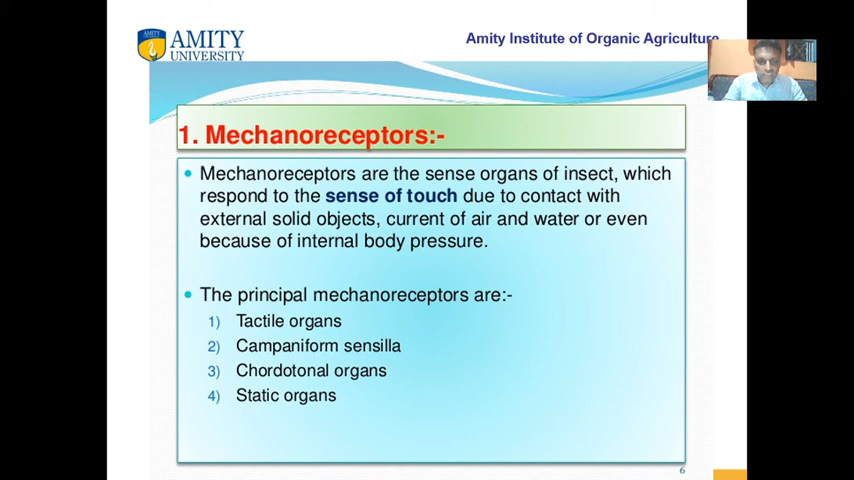 AMITY
AMITY
UNIVERSITY
Amity Institute of Organic Agriculture
1. Mechanoreceptors:-
Mechanoreceptors are the sense organs of insect, which
respond to the sense of touch due to contact with
external solid objects, current of air and water or even
because of internal body pressure.
The principal mechanoreceptors are:-
1) Tactile organs
2) Campaniform sensilla
3) Chordotonal organs
4) Static organs
6